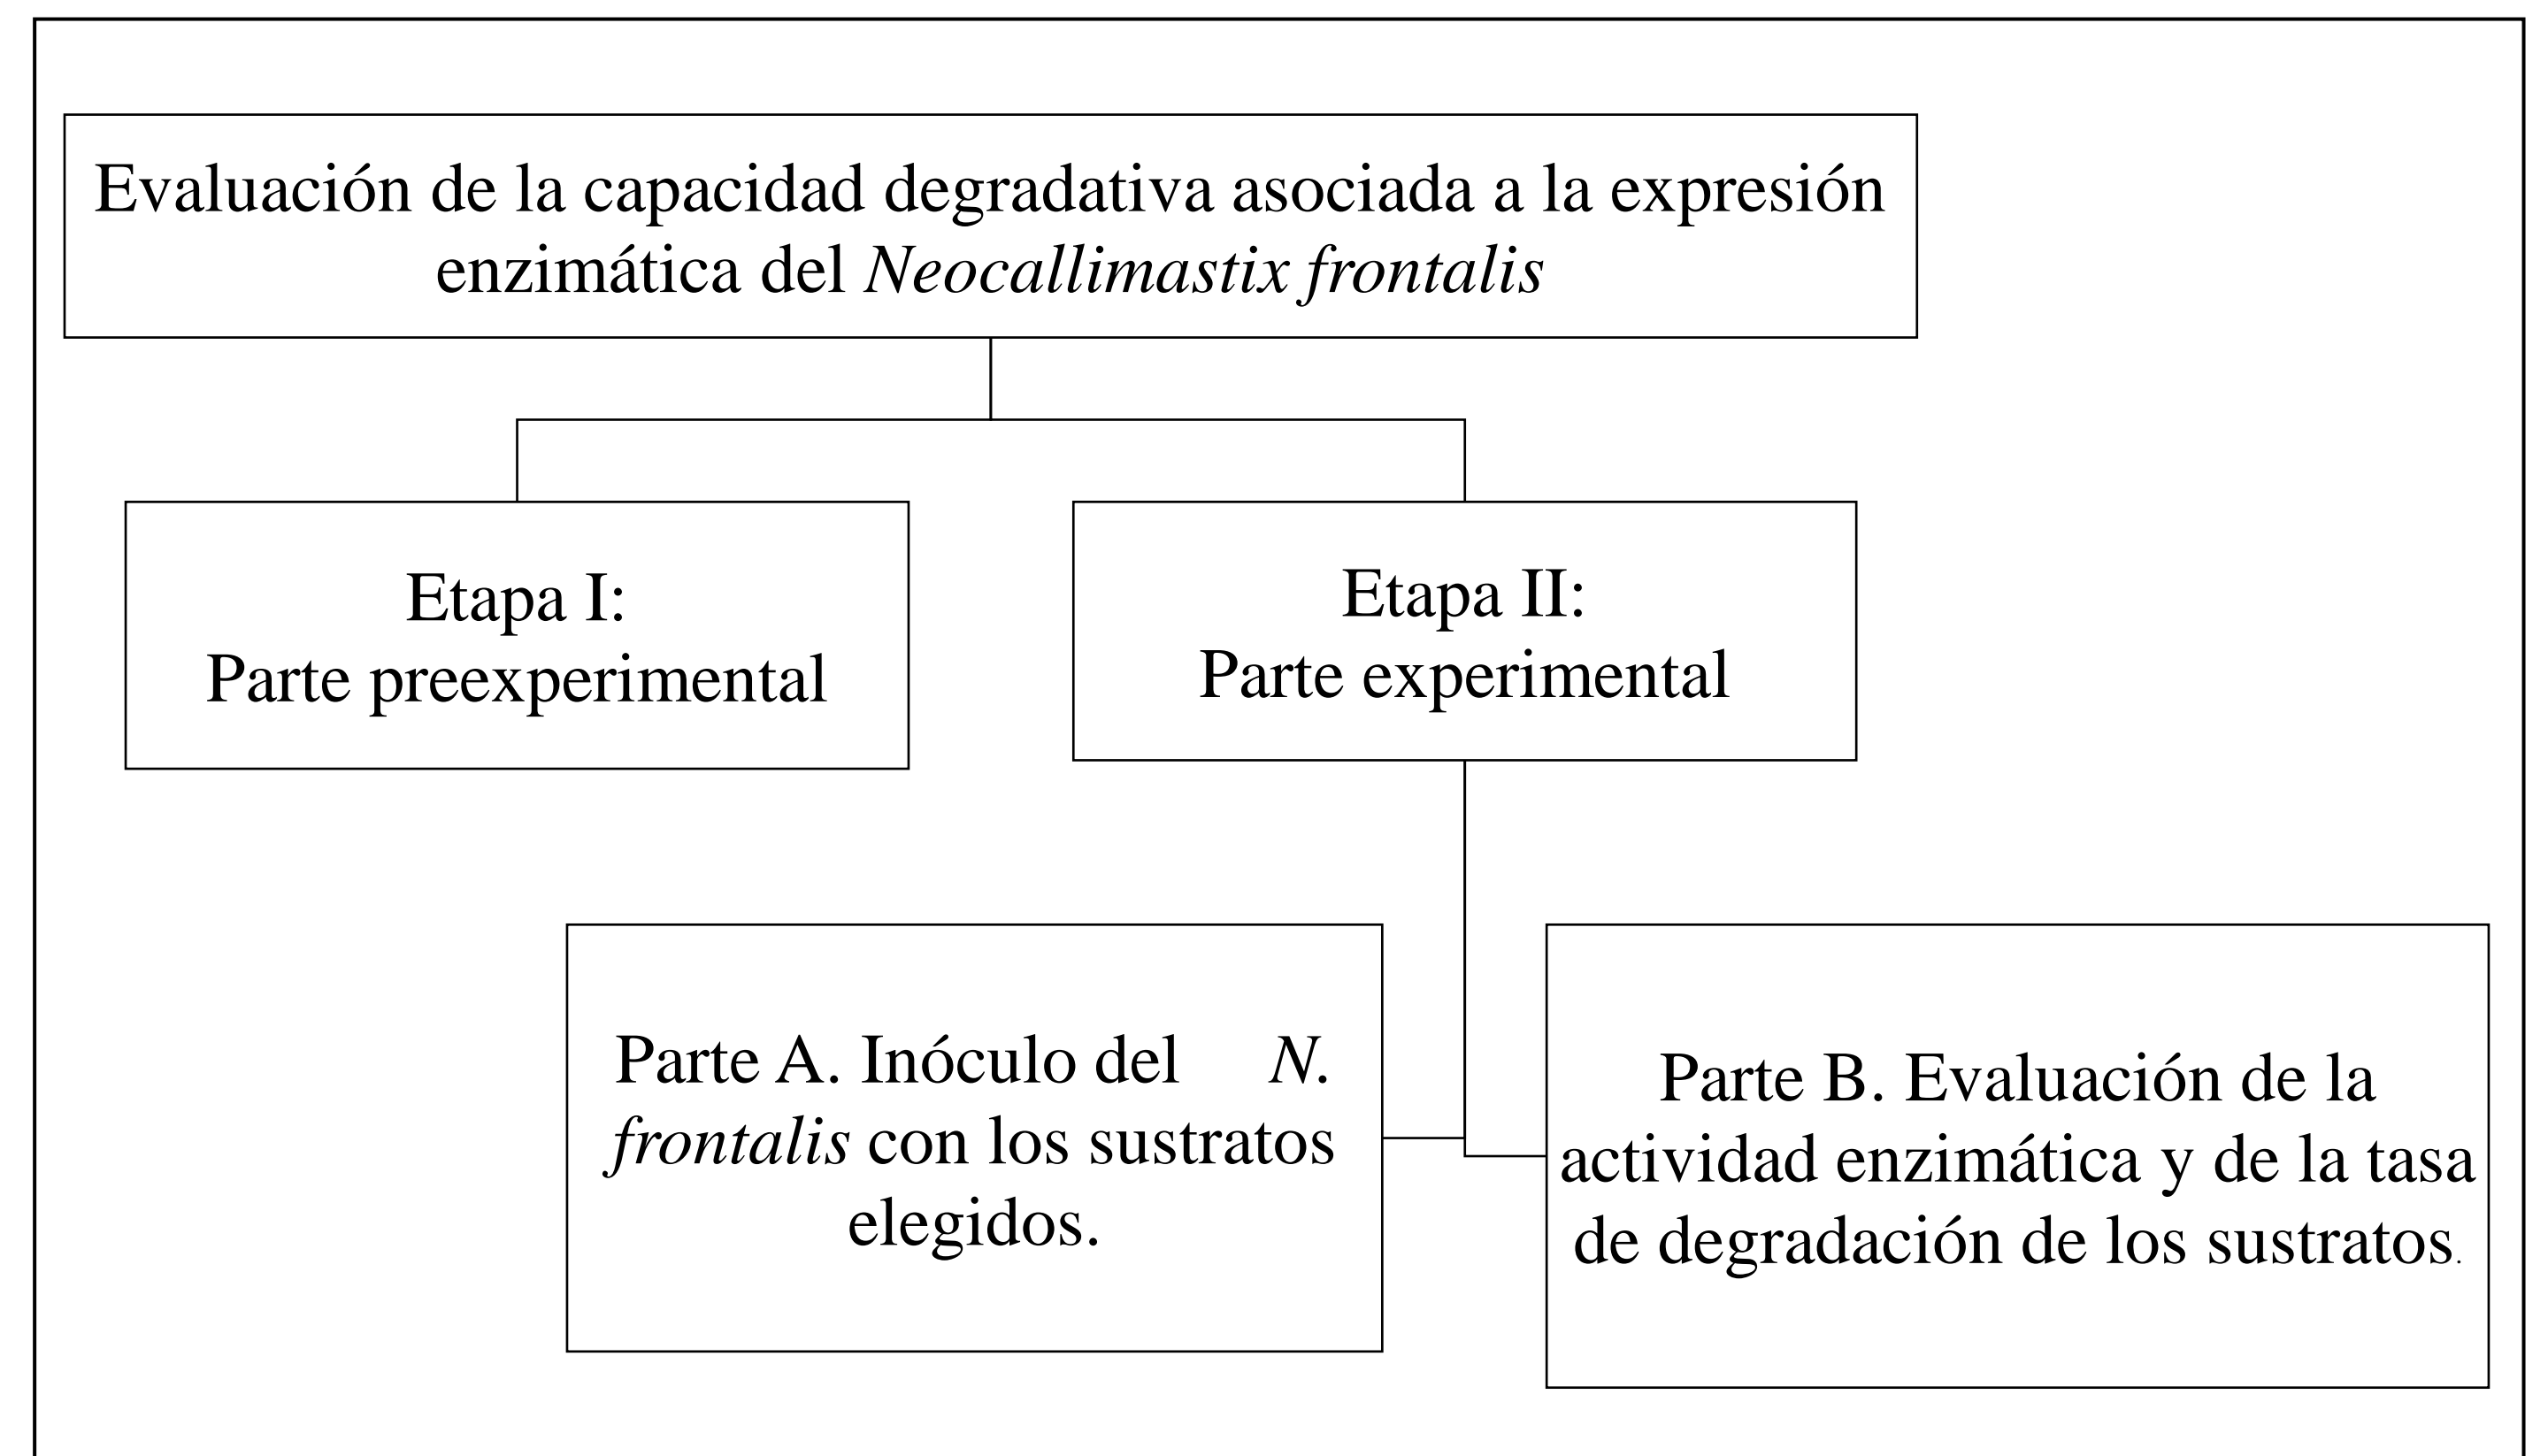 Evaluación de la capacidad degradativa asociada a la expresión
enzimática del Neocallimastix frontalis
Etapa I:
Parte preexperimental
Etapa II:
Parte experimental
Parte A. Inóculo del N.
frontalis con los sustratos
elegidos.
Parte B. Evaluación de la
actividad enzimática y de la tasa
de degradación de los sustratos.